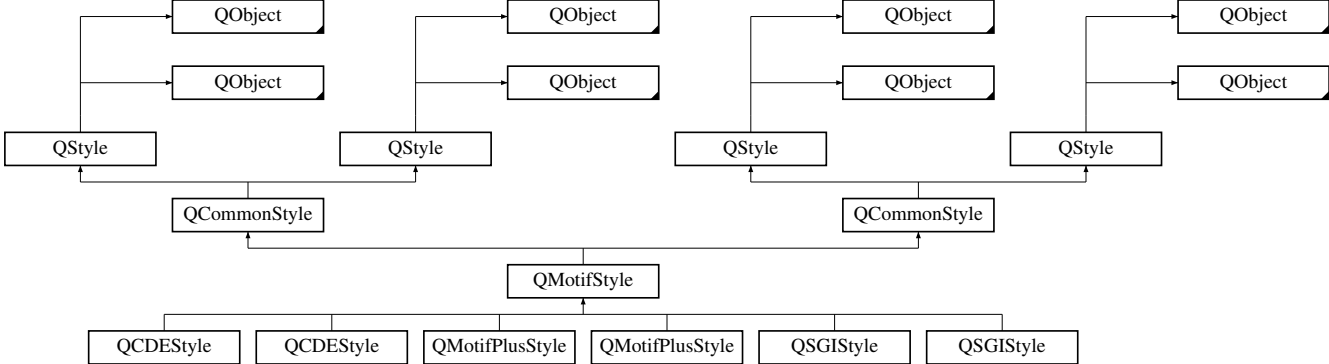 QObject QObject QObject QObject
QObject QObject QObject QObject
QStyle QStyle QStyle QStyle
QCommonStyle QCommonStyle
QMotifStyle
QCDEStyle QCDEStyle QMotifPlusStyle QMotifPlusStyle QSGIStyle QSGIStyle